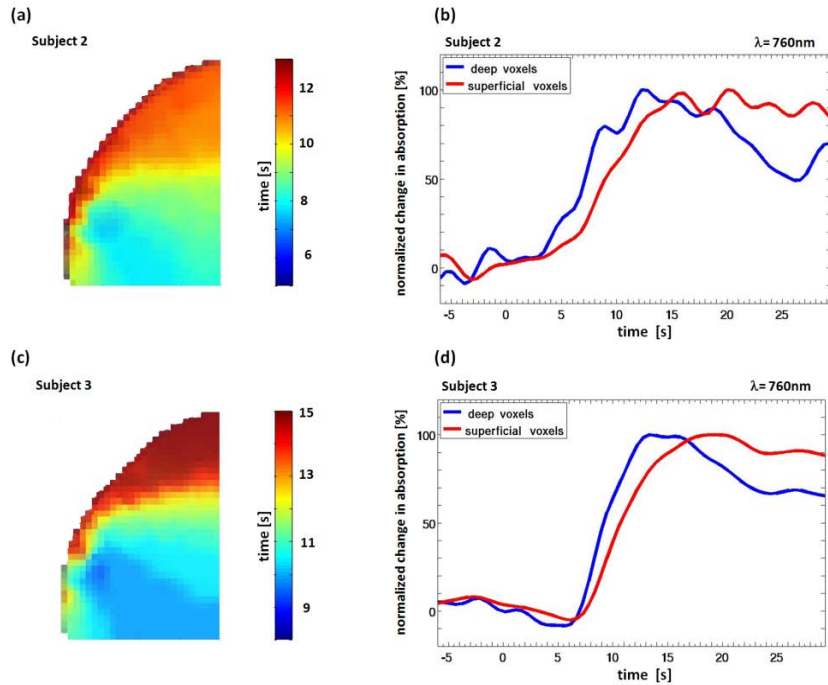 (a)
Subject 2
12
10
8
6
time [s]
(b)
Subject 2 λ= 760nm
deep voxels
superficial voxels
100
50
0
normalized change in absorption [%]
-5 0 5 10 15 20 25
time [s]
(c)
Subject 3
15
13
11
9
time [s]
(d)
Subject 3 λ= 760nm
deep voxels
superficial voxels
100
50
0
normalized change in absorption [%]
-5 0 5 10 15 20 25
time [s]